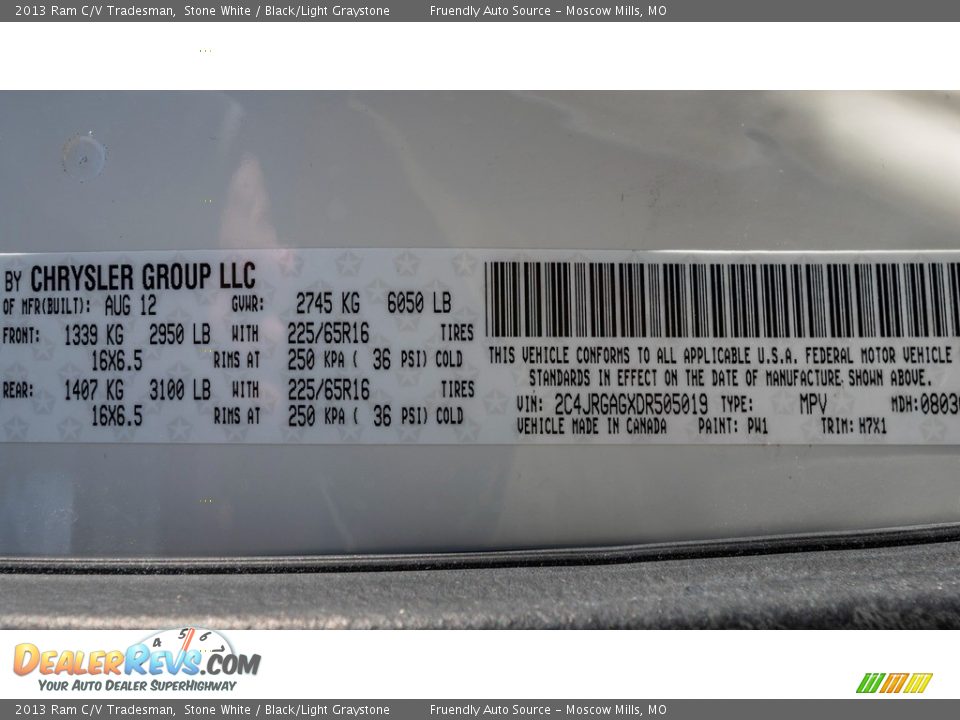 2013 Ram C/V Tradesman,  Stone White / Black/Light Graystone          Fruendly Auto Source - Moscow Mills, MO
BY CHRYSLER GROUP LLC
OF MFR(BUILT): AUG 12 GVWR: 2745 KG 6050 LB
FRONT: 1339 KG 2950 LB WITH 225/65R16 TIRES
16X6.5 RIMS AT 250 KPA ( 36 PSI) COLD
REAR: 1407 KG 3100 LB WITH 225/65R16 TIRES
16X6.5 RIMS AT 250 KPA ( 36 PSI) COLD
THIS VEHICLE CONFORMS TO ALL APPLICABLE U.S.A. FEDERAL MOTOR VEHICLE
STANDARDS IN EFFECT ON THE DATE OF MANUFACTURE SHOWN ABOVE.
VIN: 2C4JRGAGXDR505019 TYPE: MPV MDH:0803
VEHICLE MADE IN CANADA PAINT: PW1 TRIM: H7X1
4 5 6 7
DEALERREVS.COM
YOUR AUTO DEALER SUPERHIGHWAY
2013 Ram C/V Tradesman,  Stone White / Black/Light Graystone          Fruendly Auto Source - Moscow Mills, MO